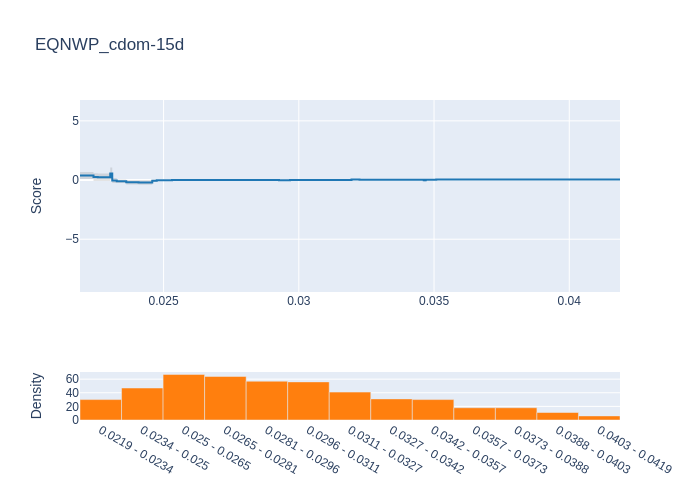 EQNWP_cdom-15d
Score
5
0
−5
0.025
0.03
0.035
0.04
Density
60
40
20
0
0.0219 - 0.0234
0.0234 - 0.025
0.025 - 0.0265
0.0265 - 0.0281
0.0281 - 0.0296
0.0296 - 0.0311
0.0311 - 0.0327
0.0327 - 0.0342
0.0342 - 0.0357
0.0357 - 0.0373
0.0373 - 0.0388
0.0388 - 0.0403
0.0403 - 0.0419